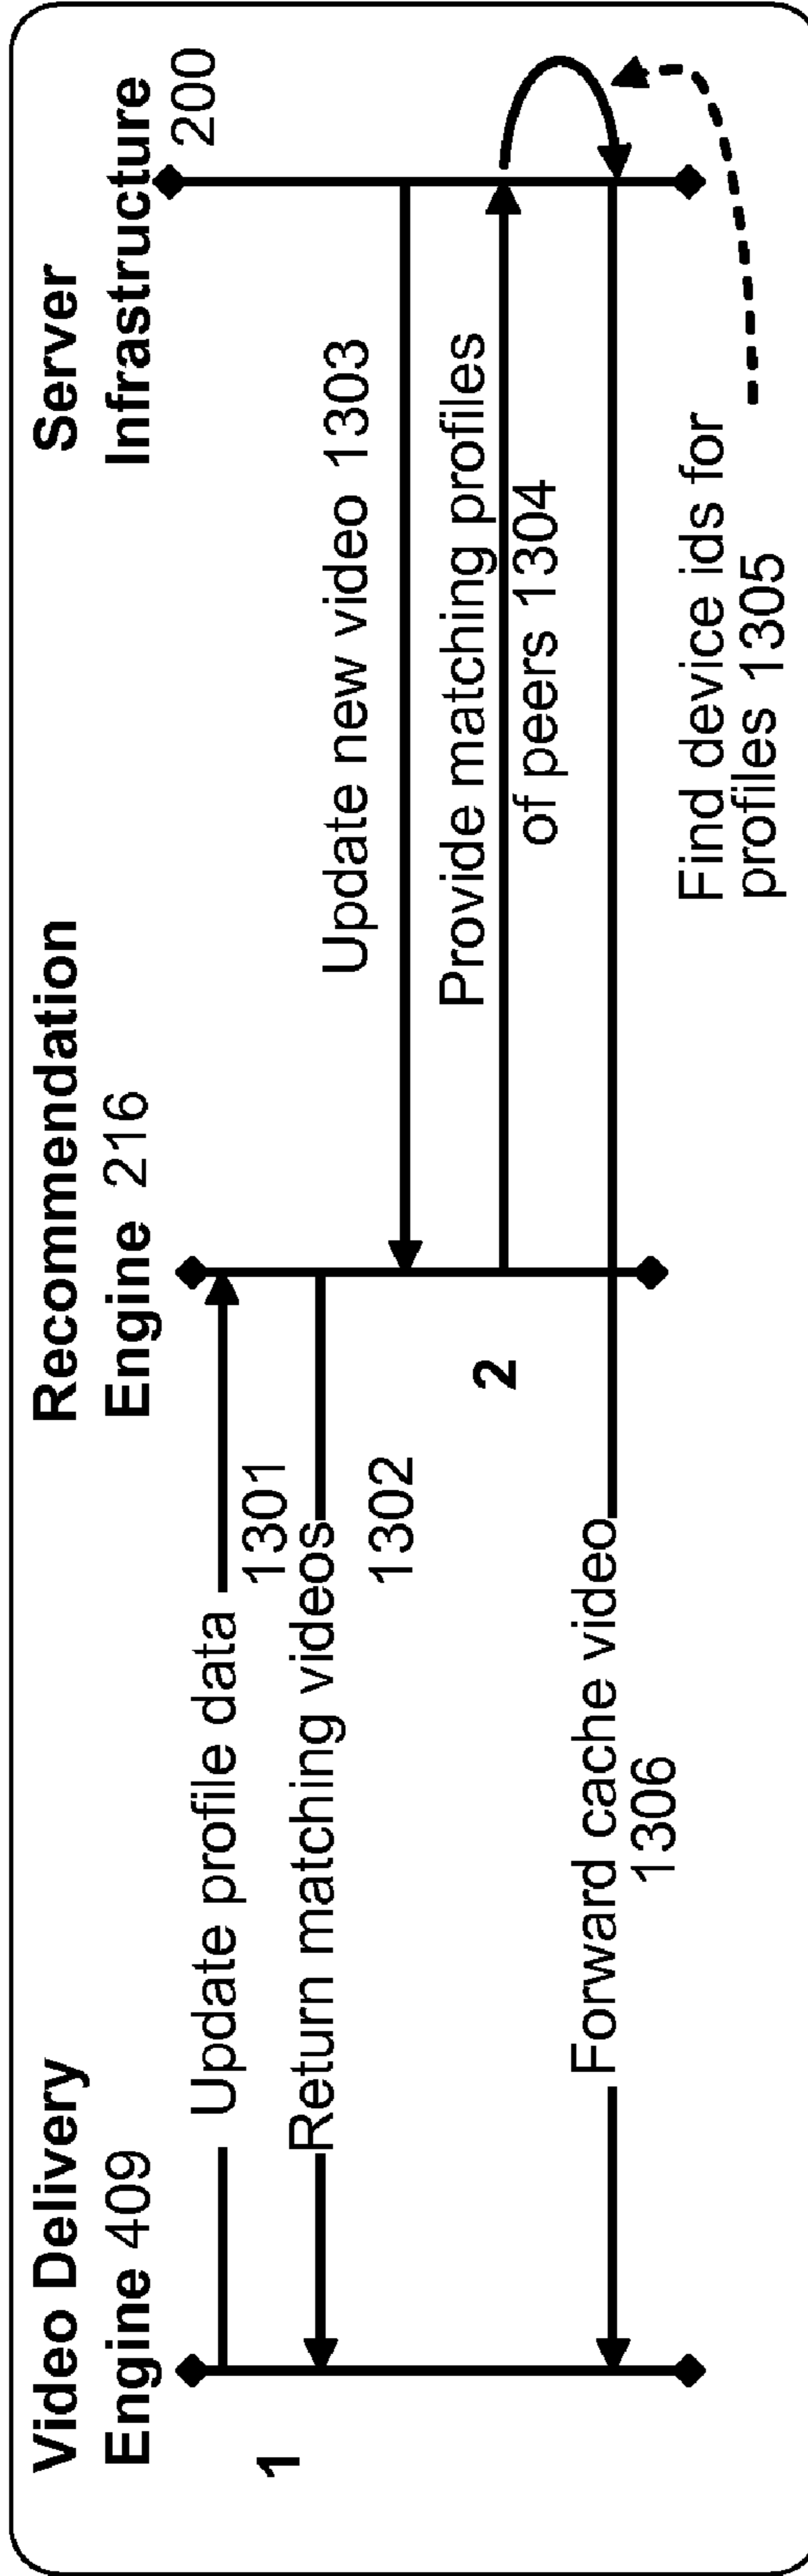 Video Delivery
Engine 409
Recommendation
Engine 216
Server
Infrastructure
200
1
Update profile data
1301
Return matching videos
1302
Update new video 1303
2
Provide matching profiles
of peers 1304
Forward cache video
1306
Find device ids for
profiles 1305